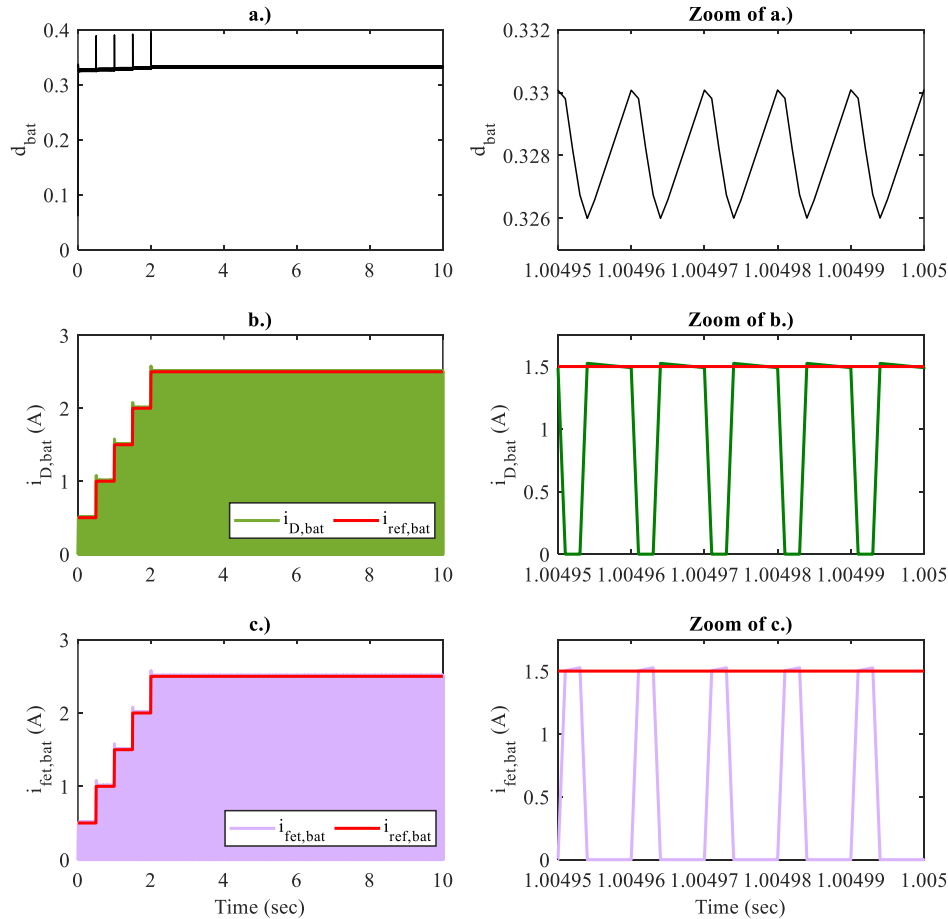 a.)
0.4
0.3
0.2
0.1
0
d_bat
0 2 4 6 8 10
Zoom of a.)
0.332
0.33
0.328
0.326
d_bat
1.00495 1.00496 1.00497 1.00498 1.00499 1.005
b.)
3
2
1
0
i_D,bat (A)
i_D,bat i_ref,bat
0 2 4 6 8 10
Zoom of b.)
1.5
1
0.5
0
i_D,bat (A)
1.00495 1.00496 1.00497 1.00498 1.00499 1.005
c.)
3
2
1
0
i_fet,bat (A)
i_fet,bat i_ref,bat
0 2 4 6 8 10
Time (sec)
Zoom of c.)
1.5
1
0.5
0
i_fet,bat (A)
1.00495 1.00496 1.00497 1.00498 1.00499 1.005
Time (sec)